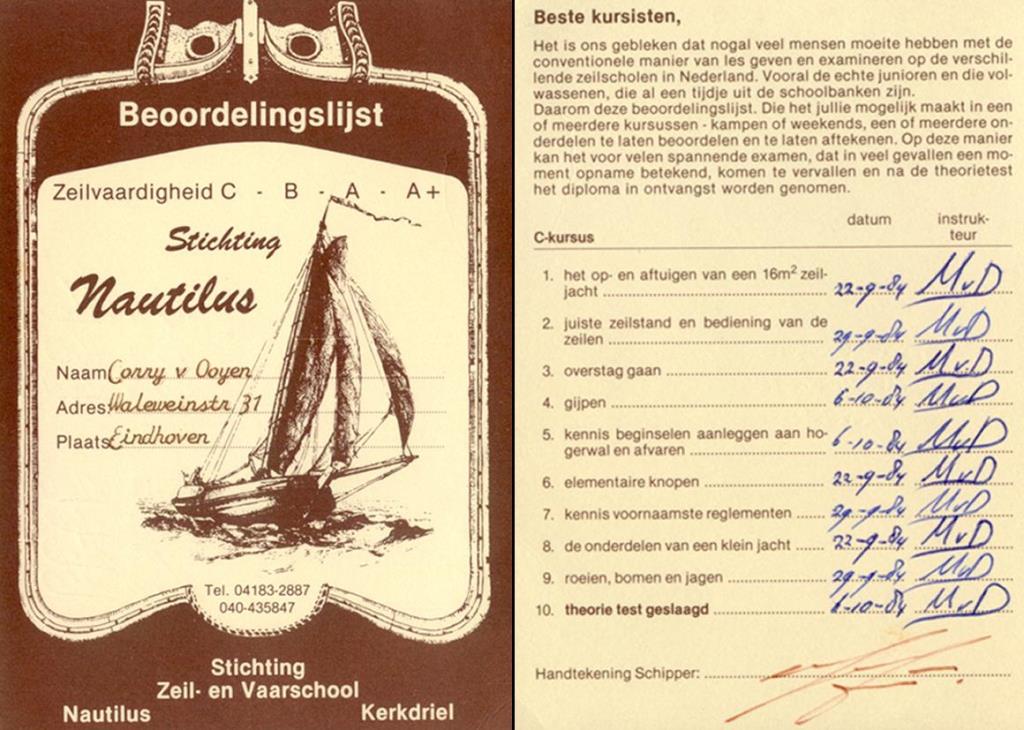 Beoordelingslijst
Zeilvaardigheid C - B - A - A+
Stichting
Nautilus
Naam Corry v Ooyen
Adres: Waleweinstr 31
Plaats Eindhoven
Tel. 04183-2887
040-435847
Stichting
Zeil- en Vaarschool
Nautilus Kerkdriel
Beste kursisten,
Het is ons gebleken dat nogal veel mensen moeite hebben met de
conventionele manier van les geven en examineren op de verschil-
lende zeilscholen in Nederland. Vooral de echte junioren en die vol-
wassenen, die al een tijdje uit de schoolbanken zijn.
Daarom deze beoordelingslijst. Die het jullie mogelijk maakt in een
of meerdere kursussen - kampen of weekends, een of meerdere on-
derdelen te laten beoordelen en te laten aftekenen. Op deze manier
kan het voor velen spannende examen, dat in veel gevallen een mo-
ment opname betekend, komen te vervallen en na de theorietest
het diploma in ontvangst worden genomen.
datum instruk-
C-kursus teur
1. het op- en aftuigen van een 16m² zeil-
jacht 22-9-84 MvD
2. juiste zeilstand en bediening van de
zeilen 29-9-84 MvD
3. overstag gaan 22-9-84 MvD
4. gijpen 6-10-84 MvD
5. kennis beginselen aanleggen aan ho-
gerwal en afvaren 6-10-84 MvD
6. elementaire knopen 22-9-84 MvD
7. kennis voornaamste reglementen 29-9-84 MvD
8. de onderdelen van een klein jacht 22-9-84 MvD
9. roeien, bomen en jagen 29-9-84 MvD
10. theorie test geslaagd 6-10-84 MvD
Handtekening Schipper: